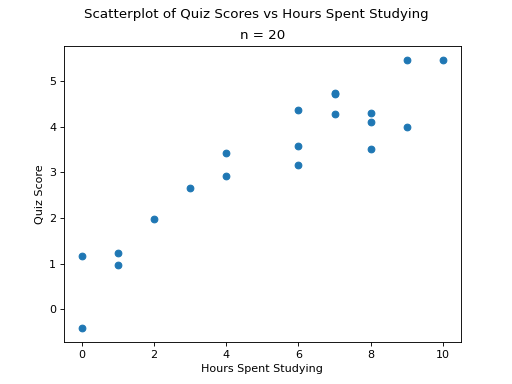 Scatterplot of Quiz Scores vs Hours Spent Studying
n = 20
5
4
3
2
1
0
Quiz Score
0 2 4 6 8 10
Hours Spent Studying